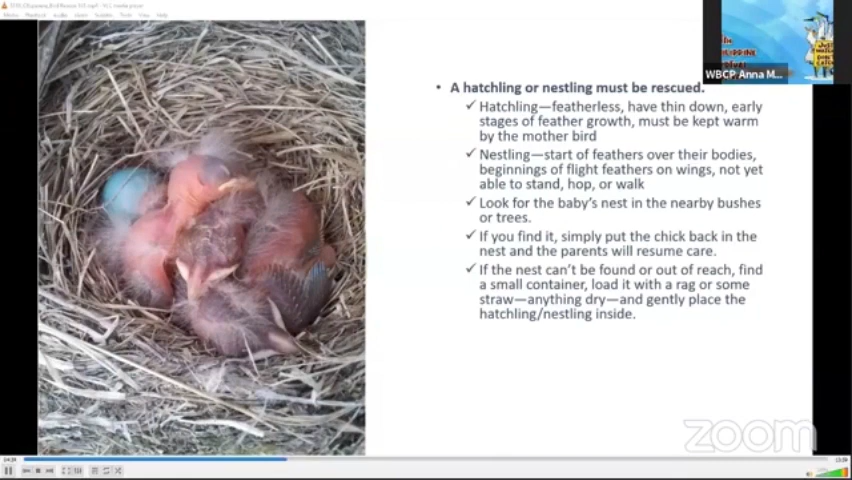 WBCP Anna M...
• A hatchling or nestling must be rescued.
✓ Hatchling—featherless, have thin down, early
stages of feather growth, must be kept warm
by the mother bird
✓ Nestling—start of feathers over their bodies,
beginnings of flight feathers on wings, not yet
able to stand, hop, or walk
✓ Look for the baby's nest in the nearby bushes
or trees.
✓ If you find it, simply put the chick back in the
nest and the parents will resume care.
✓ If the nest can't be found or out of reach, find
a small container, load it with a rag or some
straw—anything dry—and gently place the
hatchling/nestling inside.
zoom